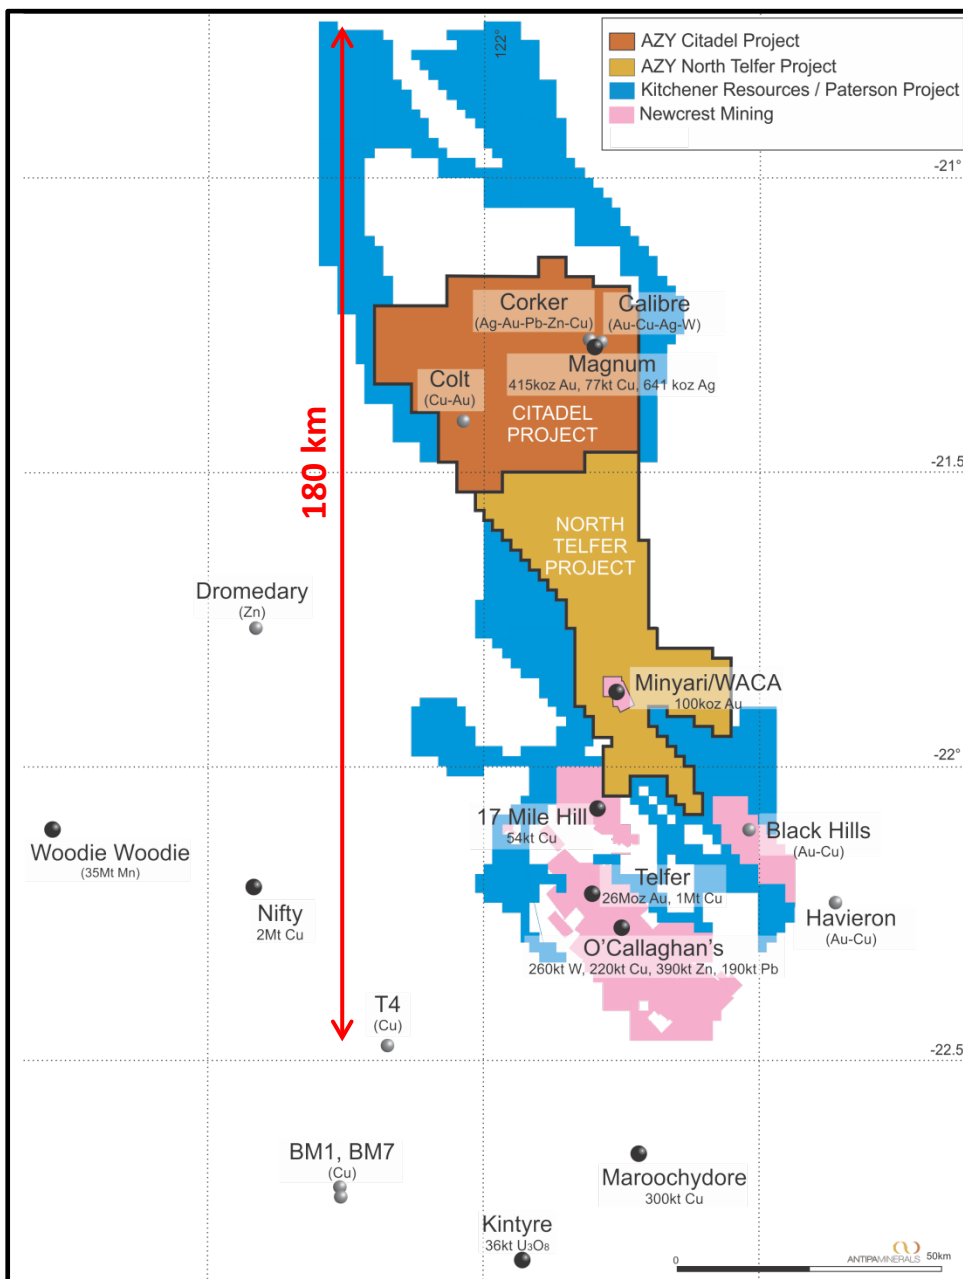 122°
AZY Citadel Project
AZY North Telfer Project
Kitchener Resources / Paterson Project
Newcrest Mining
-21°
Corker
(Ag-Au-Pb-Zn-Cu)
Calibre
(Au-Cu-Ag-W)
Magnum
415koz Au, 77kt Cu, 641 koz Ag
Colt
(Cu-Au)
CITADEL
PROJECT
180 km
-21.5
NORTH
TELFER
PROJECT
Dromedary
(Zn)
Minyari/WACA
100koz Au
-22°
17 Mile Hill
54kt Cu
Black Hills
(Au-Cu)
Woodie Woodie
(35Mt Mn)
Telfer
26Moz Au, 1Mt Cu
Nifty
2Mt Cu
Havieron
(Au-Cu)
O'Callaghan's
260kt W, 220kt Cu, 390kt Zn, 190kt Pb
T4
(Cu)
-22.5
BM1, BM7
(Cu)
Maroochydore
300kt Cu
Kintyre
36kt U₃O₈
ANTIPAMINERALS
0
50km